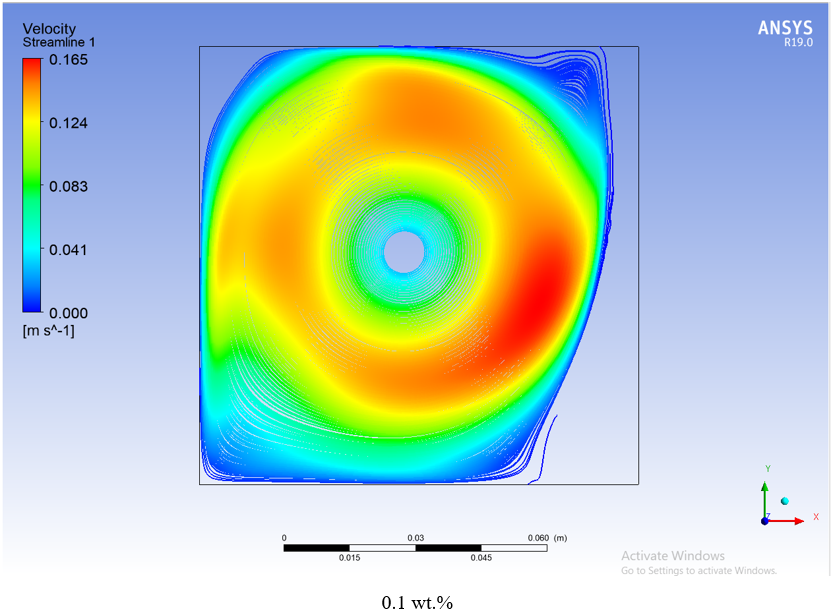 Velocity
Streamline 1
ANSYS
R19.0
0.165
0.124
0.083
0.041
0.000
[m s^-1]
Y
Z
X
0 0.03 0.060 (m)
0.015 0.045
Activate Windows
Go to Settings to activate Windows.
0.1 wt.%